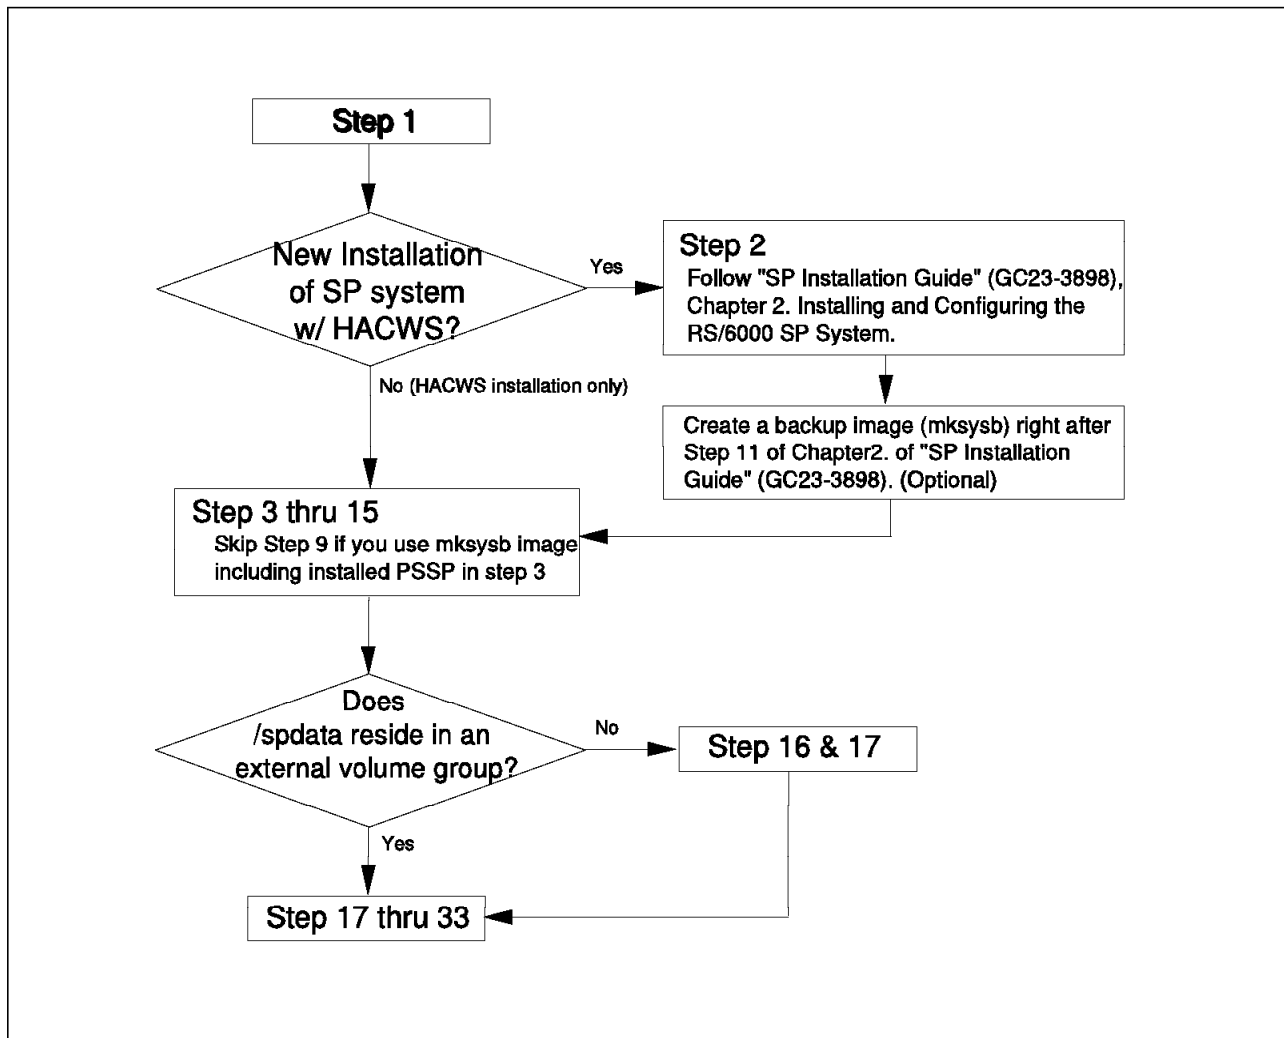 Step 1
New Installation
of SP system
w/ HACWS?
Yes
Step 2
Follow "SP Installation Guide" (GC23-3898),
Chapter 2. Installing and Configuring the
RS/6000 SP System.
No (HACWS installation only)
Create a backup image (mksysb) right after
Step 11 of Chapter2. of "SP Installation
Guide" (GC23-3898). (Optional)
Step 3 thru 15
Skip Step 9 if you use mksysb image
including installed PSSP in step 3
Does
/spdata reside in an
external volume group?
No
Step 16 & 17
Yes
Step 17 thru 33